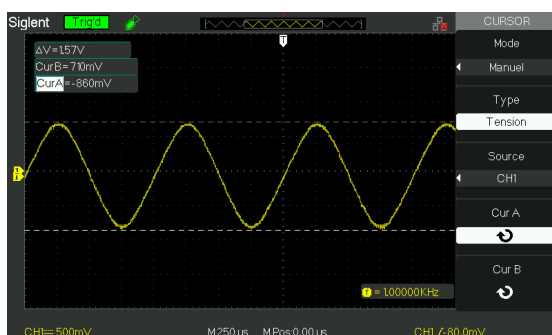 Siglent Trig'd CURSOR
T
ΔV=1.57V
CurB=710mV
CurA=-860mV
Mode
Manuel
Type
Tension
Source
CH1
Cur A
Cur B
f = 1.00000KHz
CH1 500mV M250us MPos:0.00us CH1 /-80.0mV